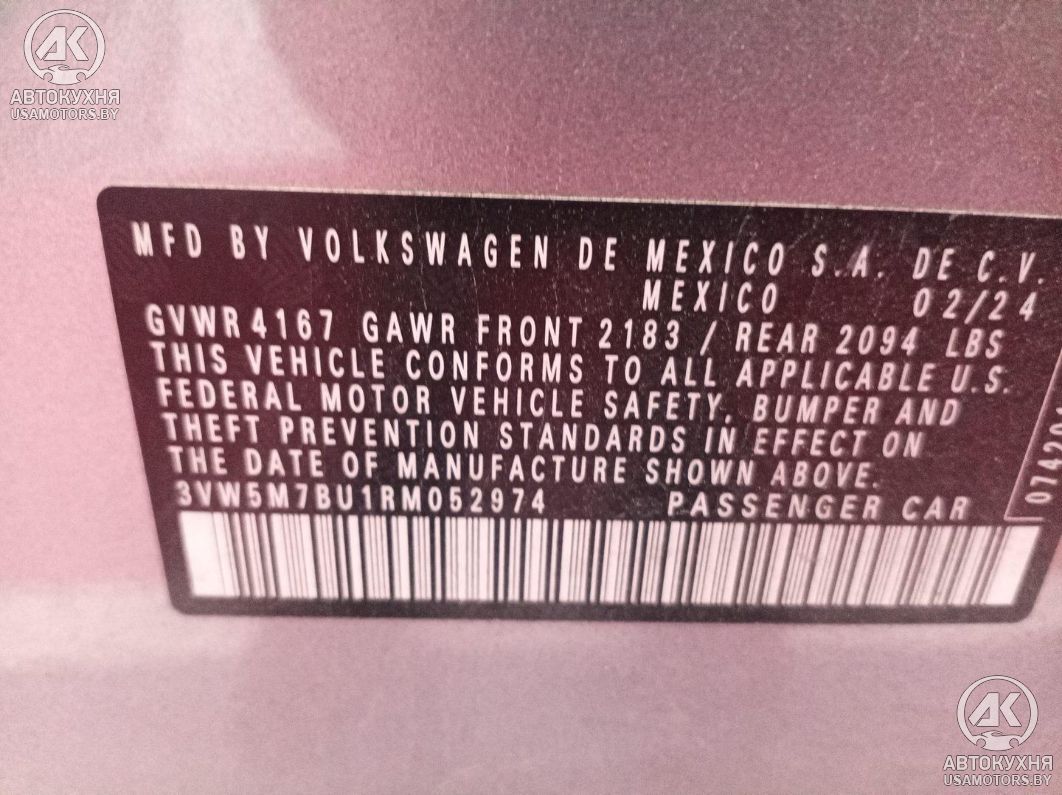 AK
АВТОКУХНЯ
USAMOTORS.BY
MFD BY VOLKSWAGEN DE MEXICO S.A. DE C.V.
MEXICO 02/24
GVWR 4167 GAWR FRONT 2183 / REAR 2094 LBS
THIS VEHICLE CONFORMS TO ALL APPLICABLE U.S.
FEDERAL MOTOR VEHICLE SAFETY, BUMPER AND
THEFT PREVENTION STANDARDS IN EFFECT ON
THE DATE OF MANUFACTURE SHOWN ABOVE.
3VW5M7BU1RM052974 PASSENGER CAR
AK
АВТОКУХНЯ
USAMOTORS.BY